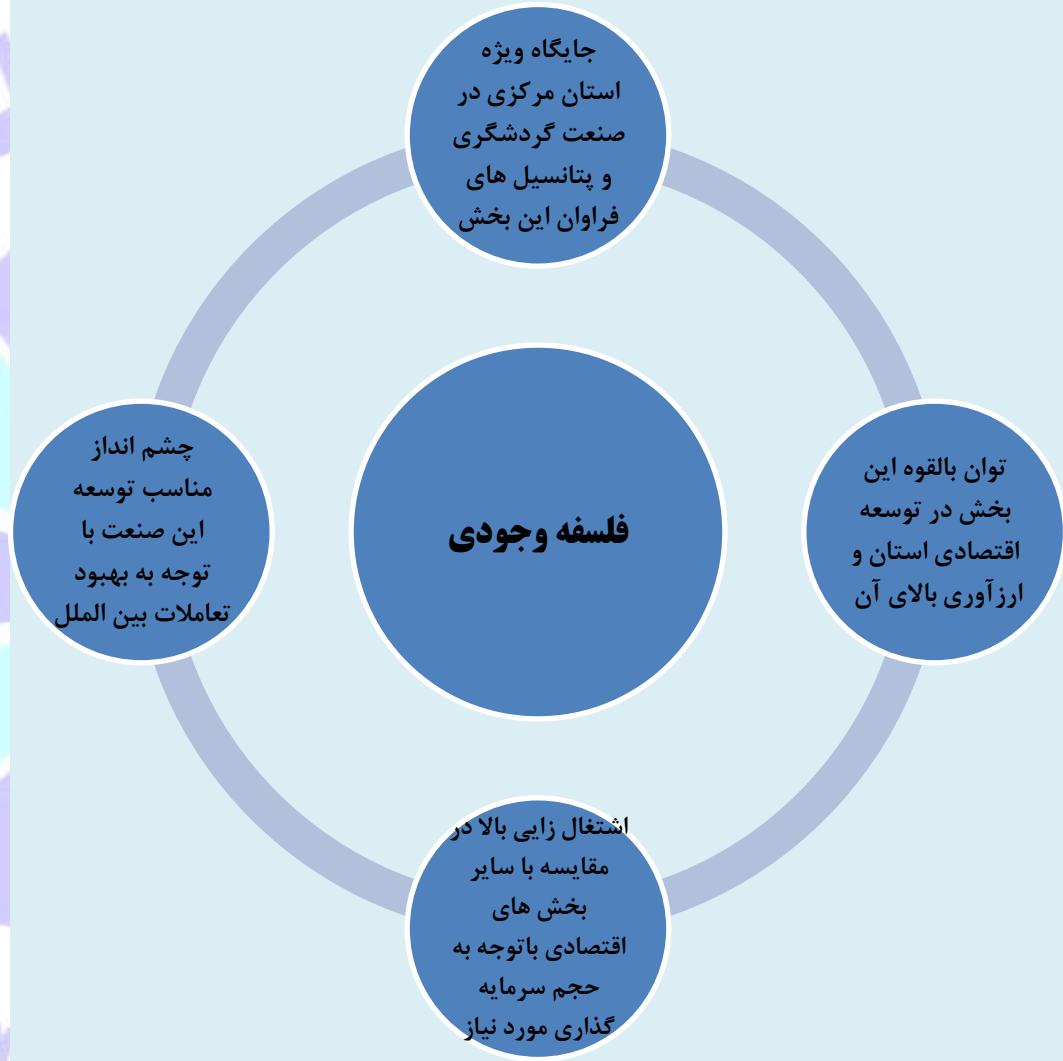 جایگاه ویژه
استان مرکزی در
صنعت گردشگری
و پتانسیل های
فراوان این بخش
توان بالقوه این
بخش در توسعه
اقتصادی استان و
ارزآوری بالای آن
فلسفه وجودی
چشم انداز
مناسب توسعه
این صنعت با
توجه به بهبود
تعاملات بین الملل
اشتغال زایی بالا در
مقایسه با سایر
بخش های
اقتصادی باتوجه به
حجم سرمایه
گذاری مورد نیاز